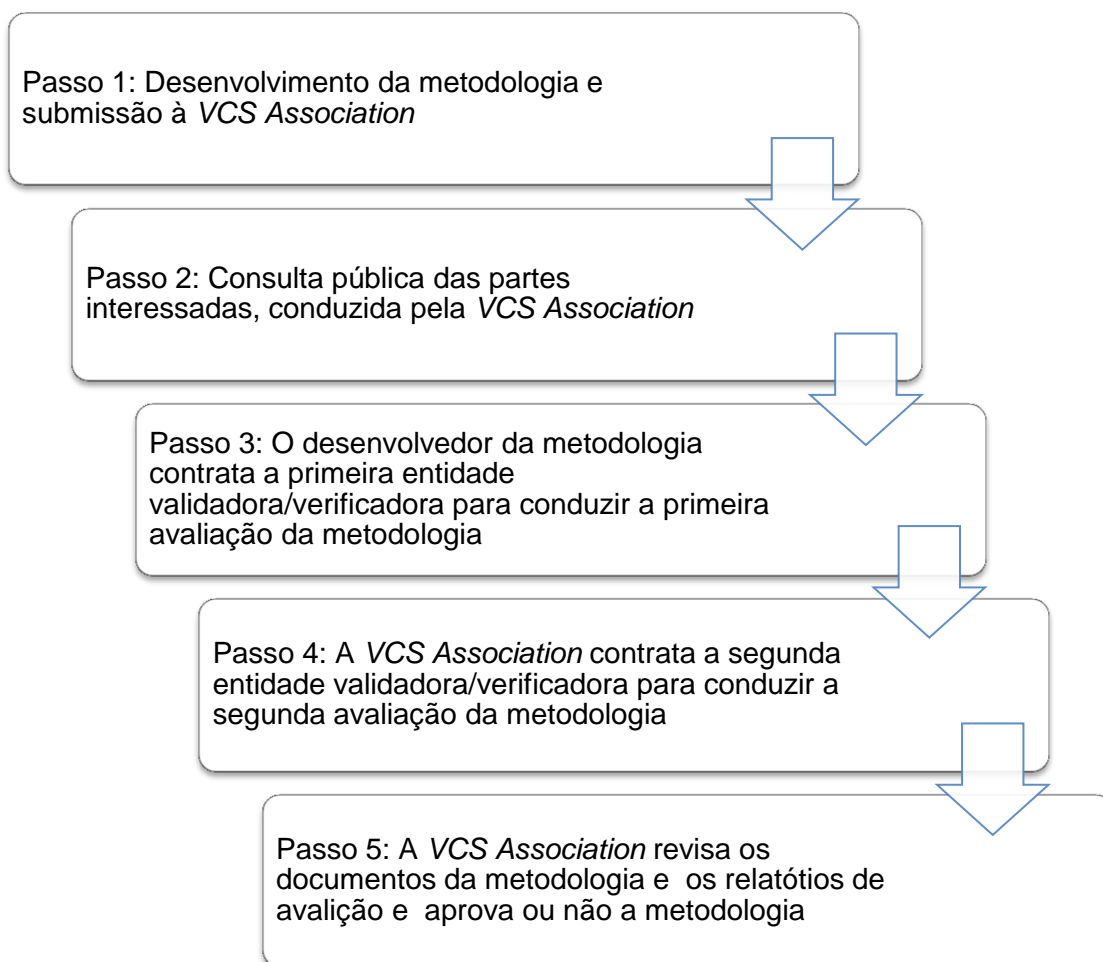 Passo 1: Desenvolvimento da metodologia e
submissão à VCS Association
Passo 2: Consulta pública das partes
interessadas, conduzida pela VCS Association
Passo 3: O desenvolvedor da metodologia
contrata a primeira entidade
validadora/verificadora para conduzir a primeira
avaliação da metodologia
Passo 4: A VCS Association contrata a segunda
entidade validadora/verificadora para conduzir a
segunda avaliação da metodologia
Passo 5: A VCS Association revisa os
documentos da metodologia e os relatótios de
avalição e aprova ou não a metodologia